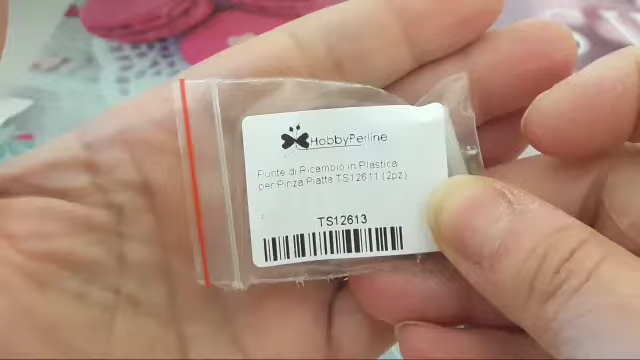 HobbyPerline
Punte di Ricambio in Plastica
per Pinza Piatta TS12611 (2pz)
TS12613